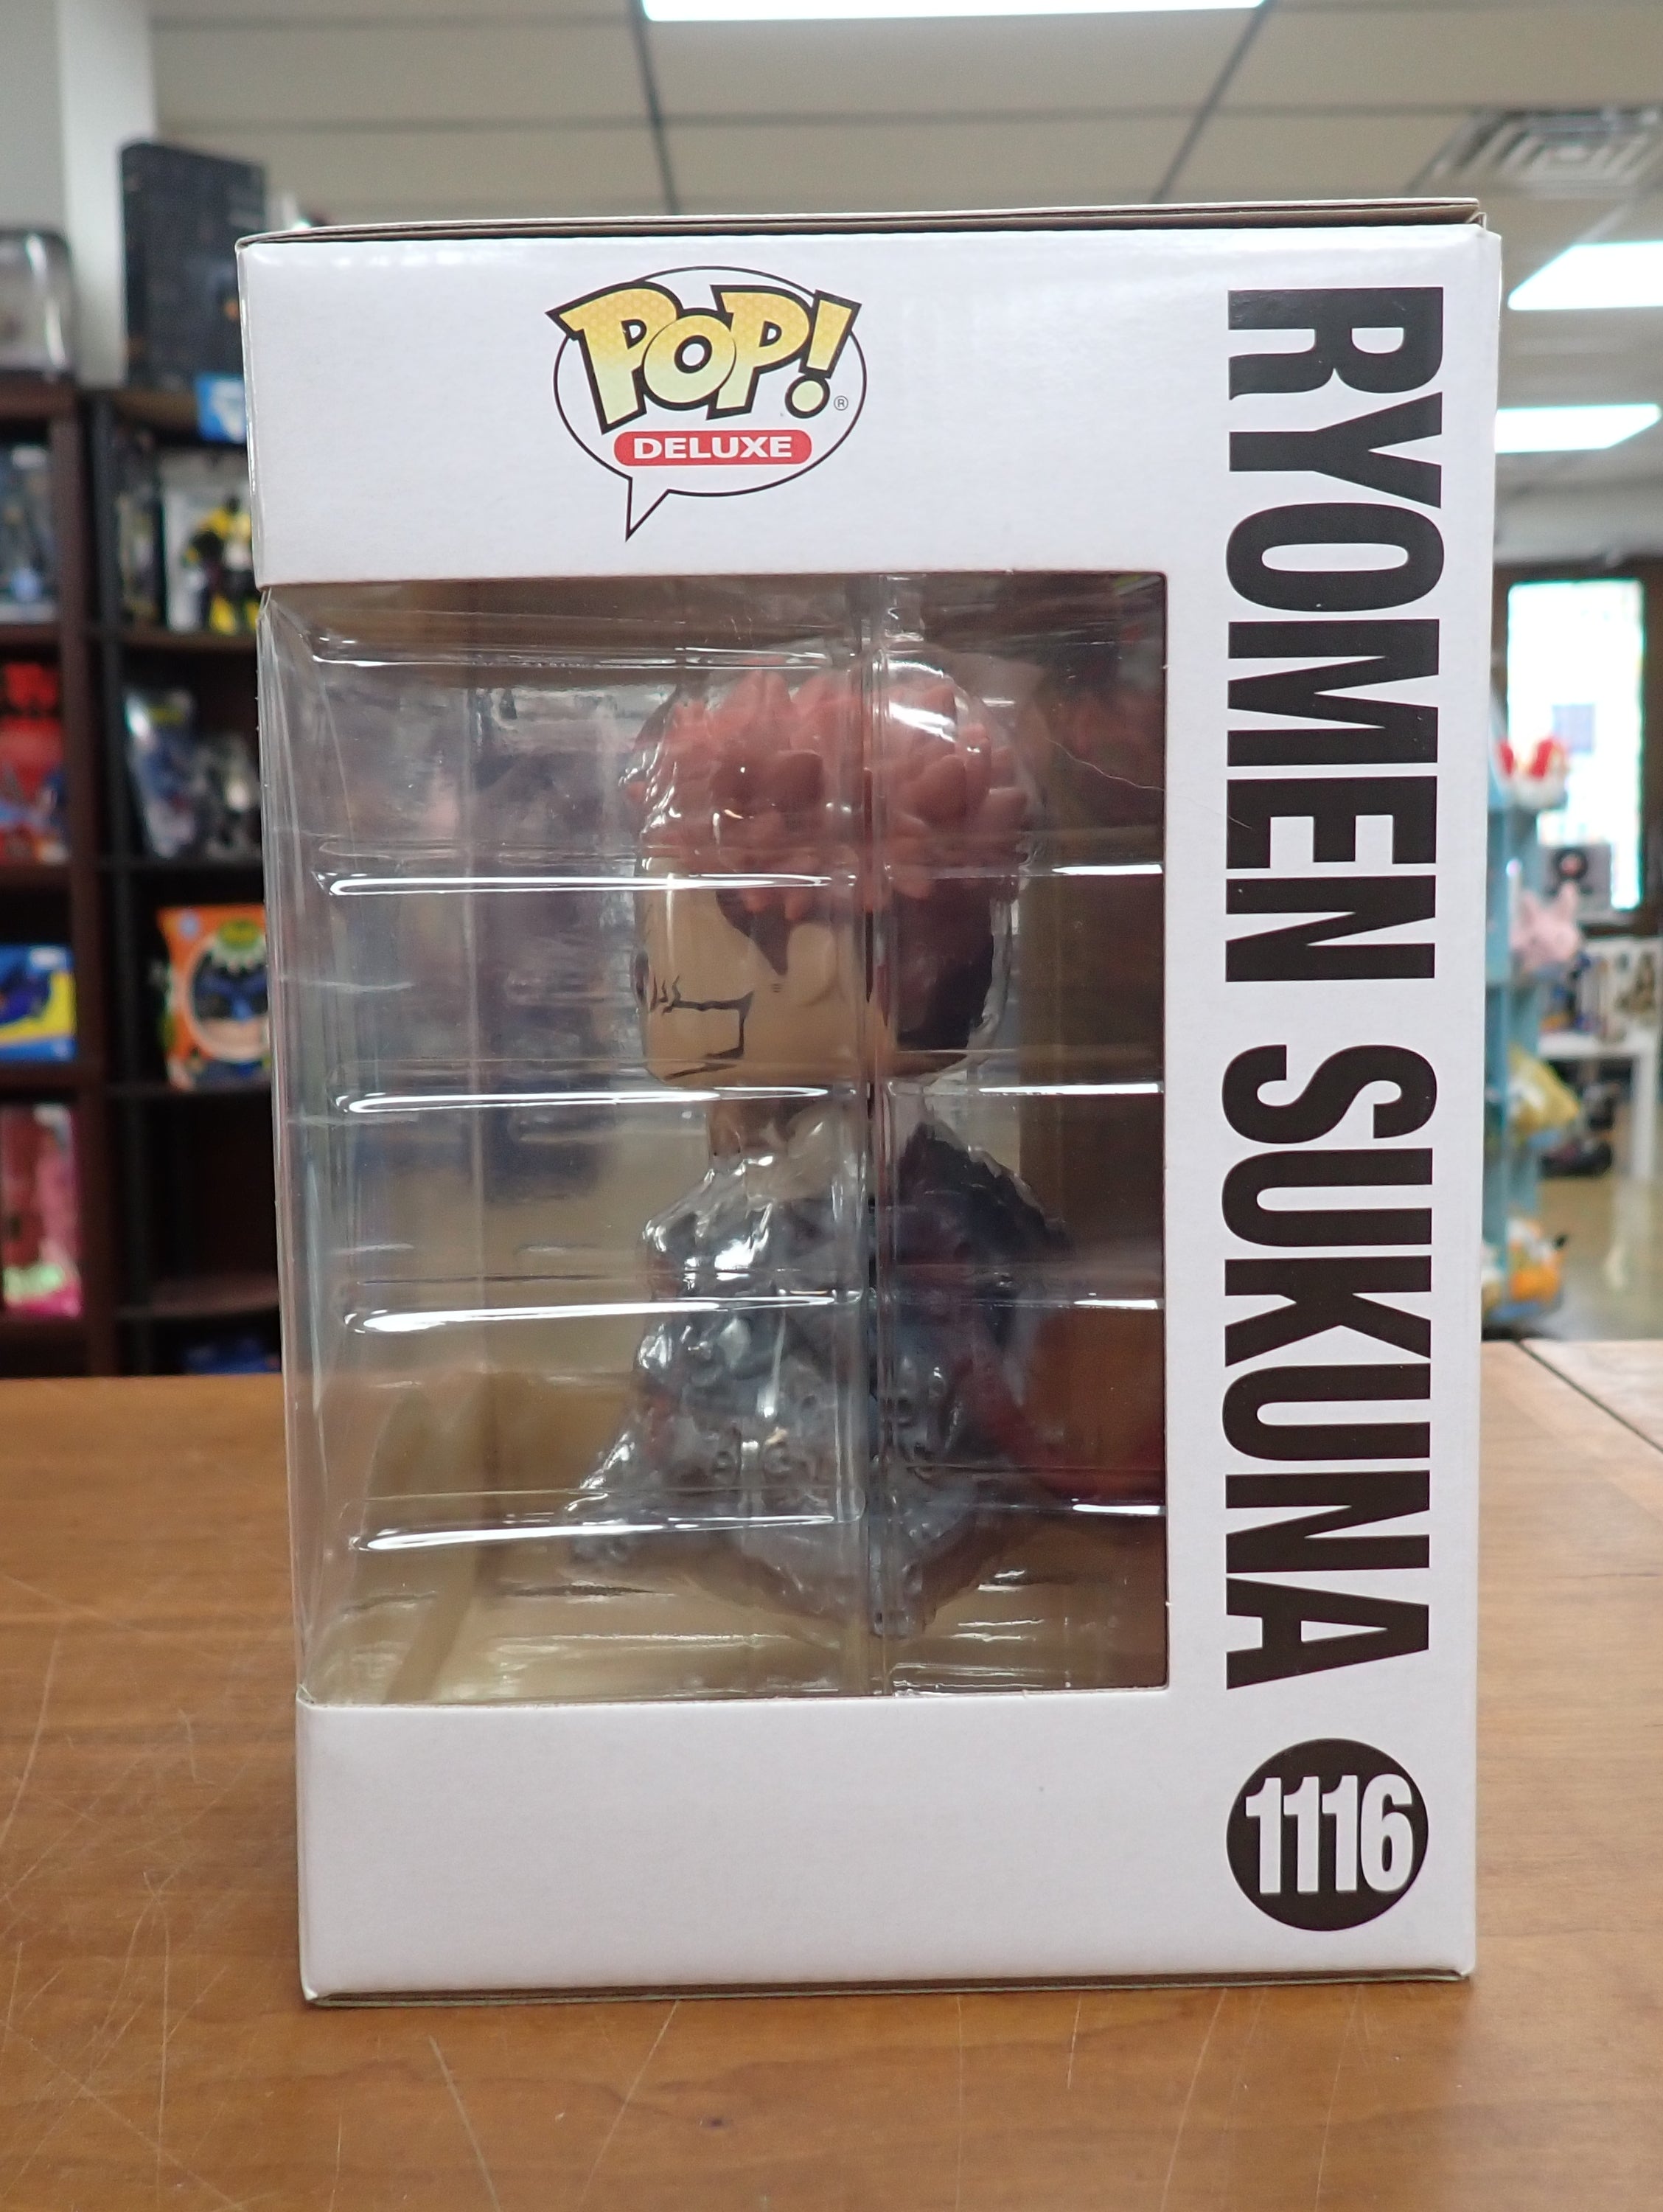 POP!®
DELUXE
RYOMEN SUKUNA
1116